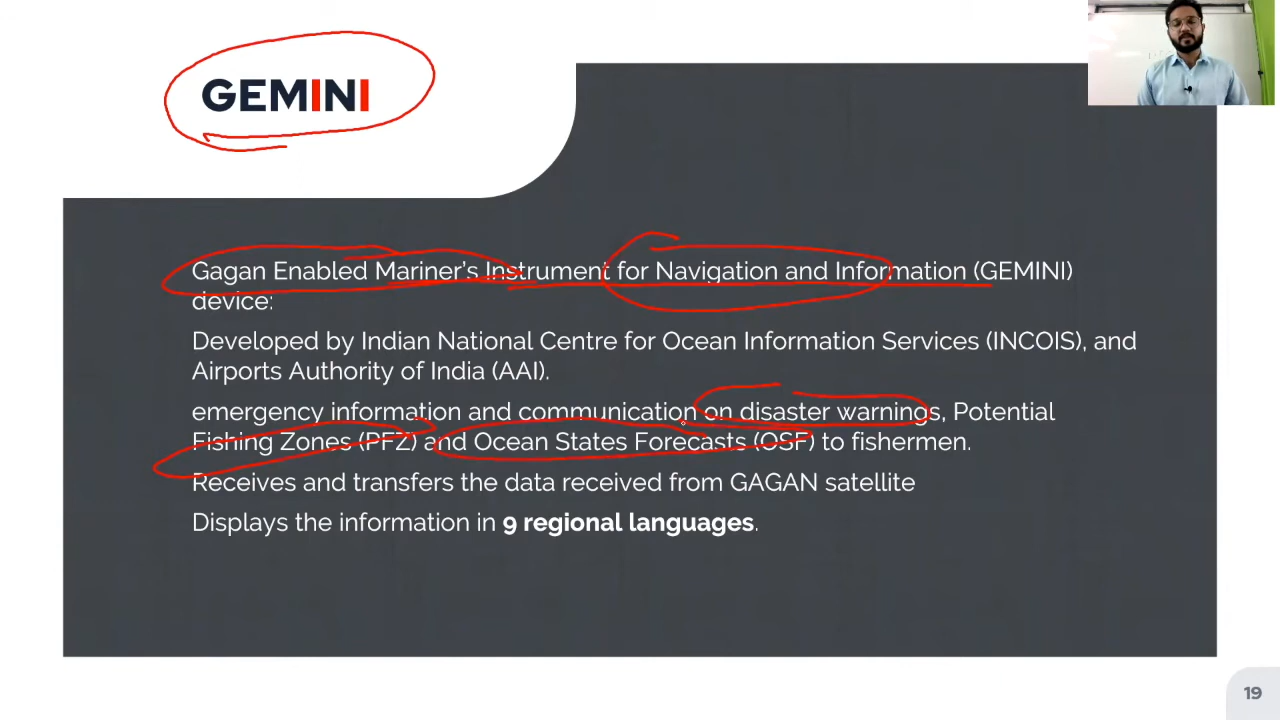 GEMINI
Gagan Enabled Mariner's Instrument for Navigation and Information (GEMINI)
device:
Developed by Indian National Centre for Ocean Information Services (INCOIS), and
Airports Authority of India (AAI).
emergency information and communication on disaster warnings, Potential
Fishing Zones (PFZ) and Ocean States Forecasts (OSF) to fishermen.
Receives and transfers the data received from GAGAN satellite
Displays the information in 9 regional languages.
19